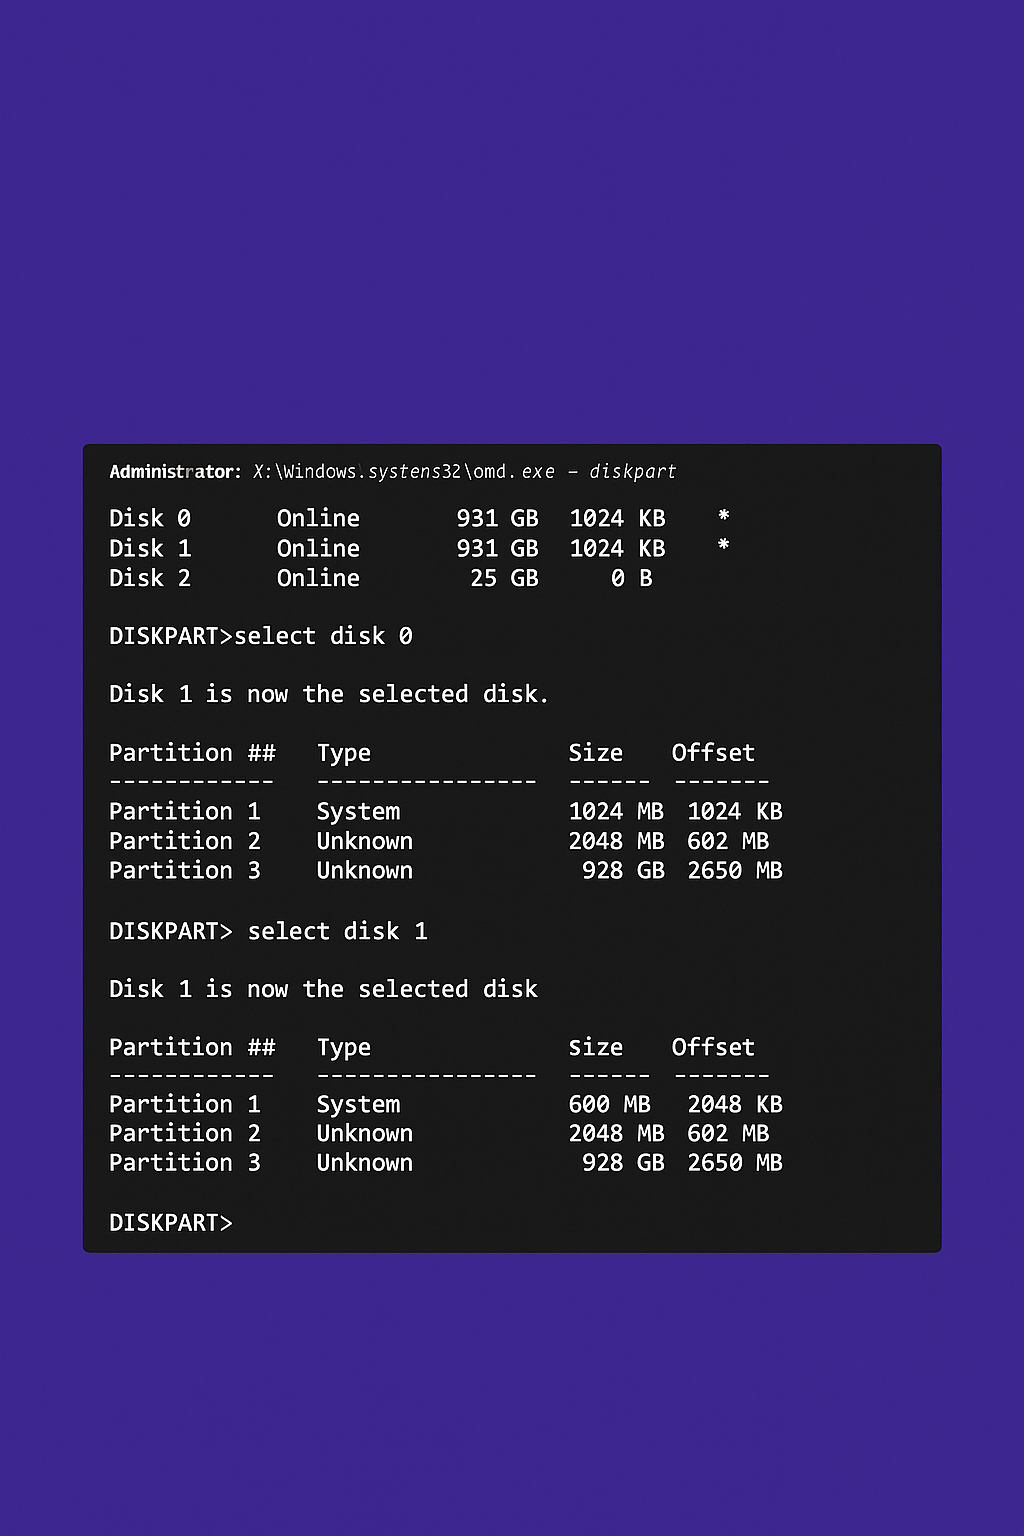 Administrator: X:\Windows.systens32\omd.exe – diskpart
Disk 0 Online 931 GB 1024 KB *
Disk 1 Online 931 GB 1024 KB *
Disk 2 Online 25 GB 0 B
DISKPART>select disk 0
Disk 1 is now the selected disk.
Partition ## Type Size Offset
------------ ---------------- ------ -------
Partition 1 System 1024 MB 1024 KB
Partition 2 Unknown 2048 MB 602 MB
Partition 3 Unknown 928 GB 2650 MB
DISKPART> select disk 1
Disk 1 is now the selected disk
Partition ## Type Size Offset
------------ ---------------- ------ -------
Partition 1 System 600 MB 2048 KB
Partition 2 Unknown 2048 MB 602 MB
Partition 3 Unknown 928 GB 2650 MB
DISKPART>